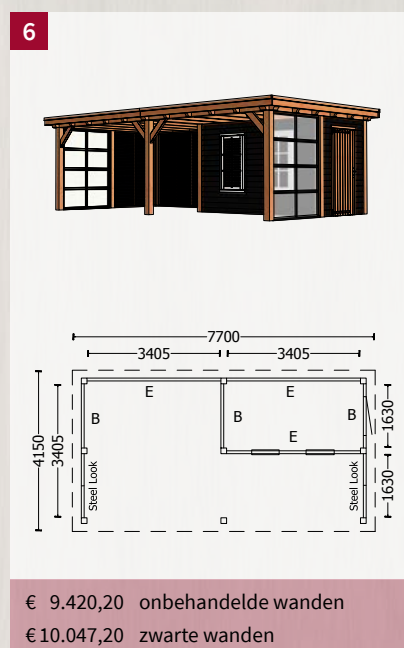 6
7700
3405 3405
E E
B B B
E
4150
3405
1630
1630
Steel Look
Steel Look
€ 9.420,20 onbehandelde wanden
€ 10.047,20 zwarte wanden